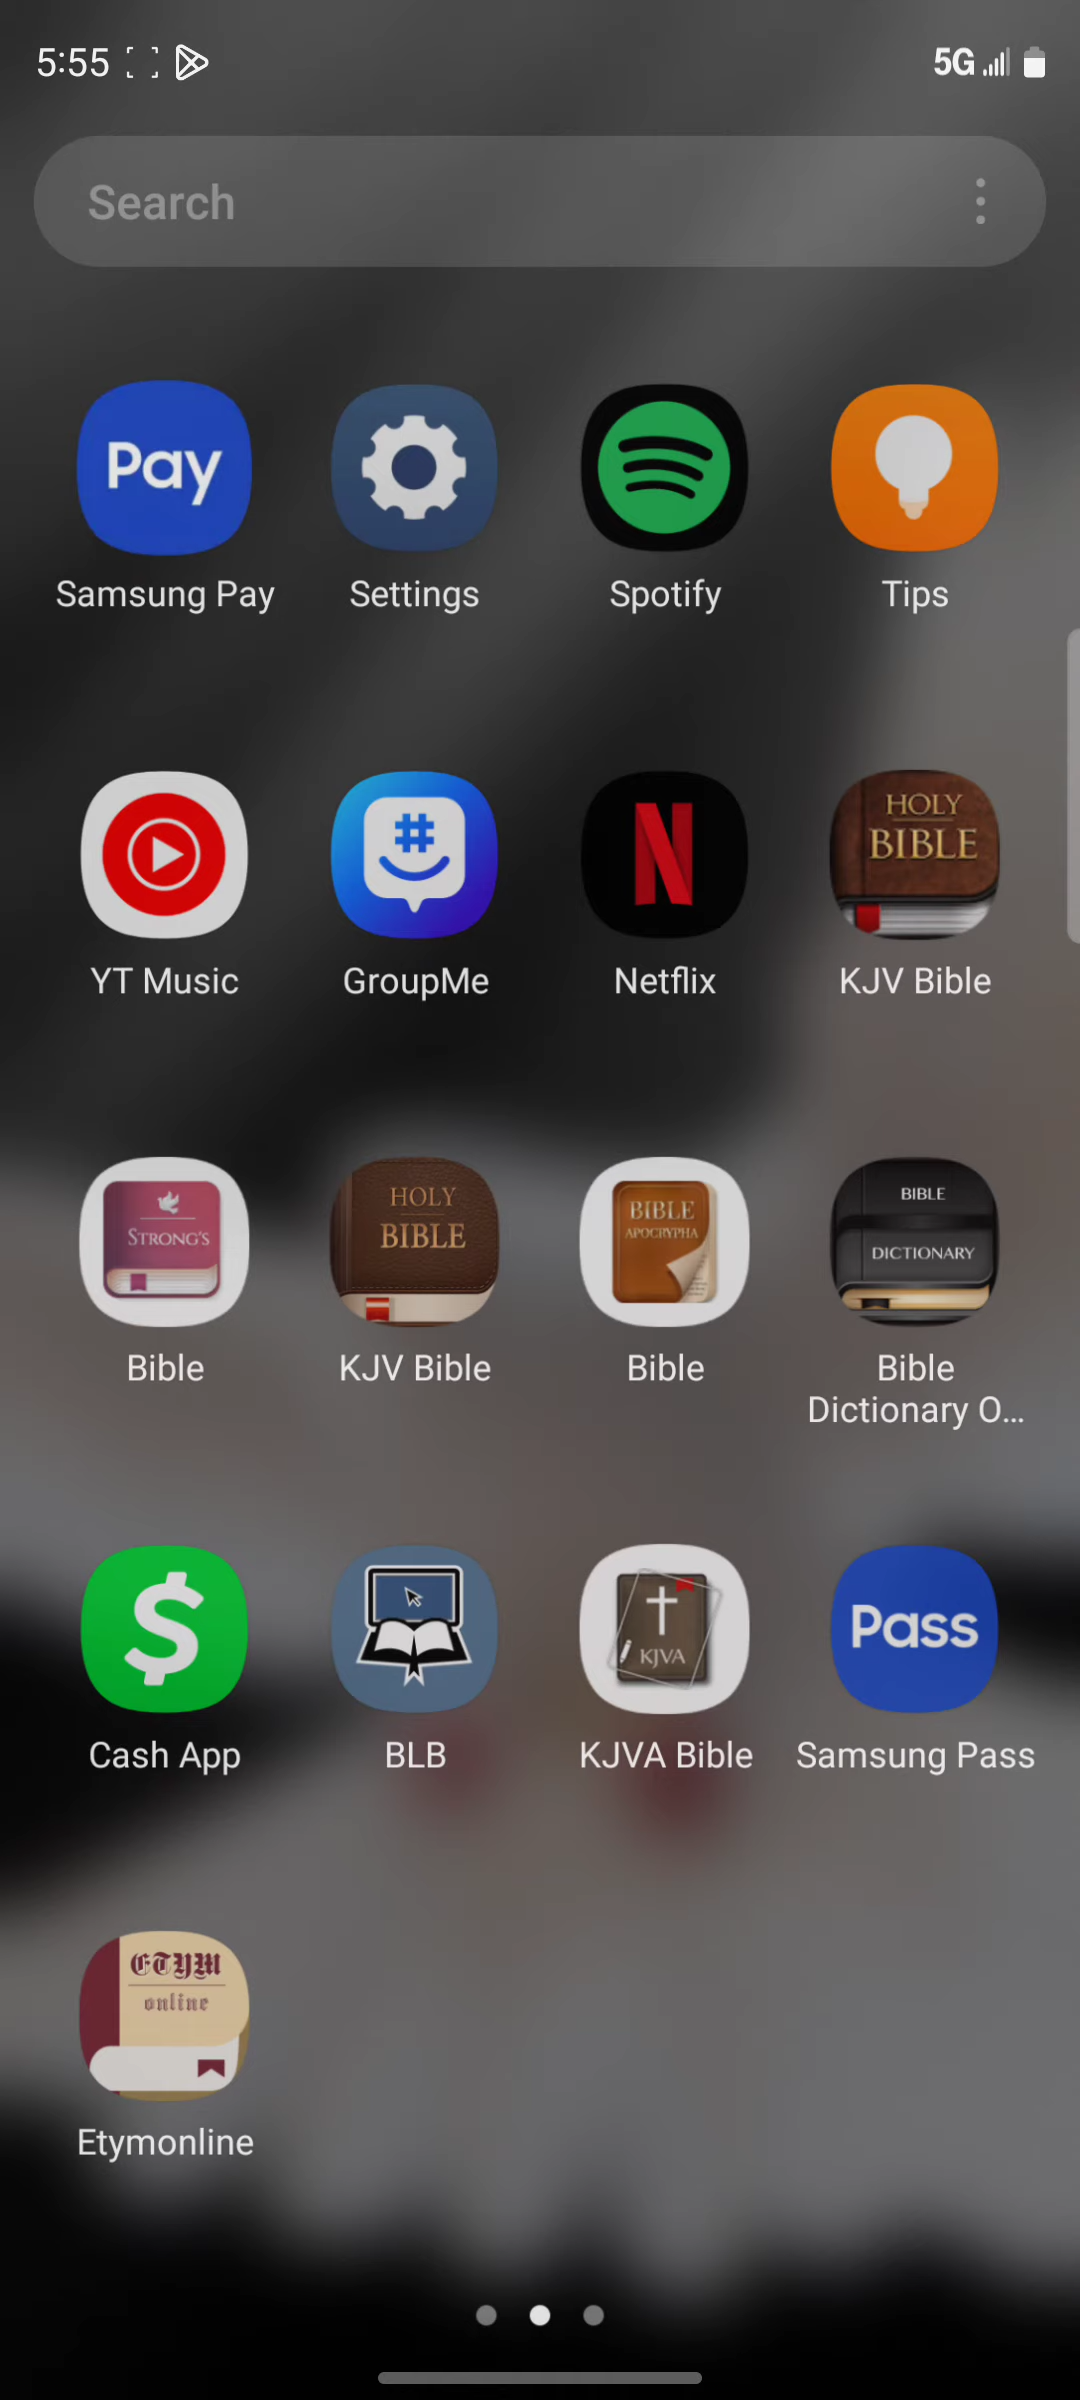 5:55
5G
Search
Pay
Samsung Pay
Settings
Spotify
Tips
HOLY
BIBLE
YT Music
GroupMe
Netflix
KJV Bible
STRONG'S
HOLY
BIBLE
BIBLE
APOCRYPHA
BIBLE
DICTIONARY
Bible
KJV Bible
Bible
Bible
Dictionary O...
KJVA
Pass
Cash App
BLB
KJVA Bible
Samsung Pass
ETYM
online
Etymonline